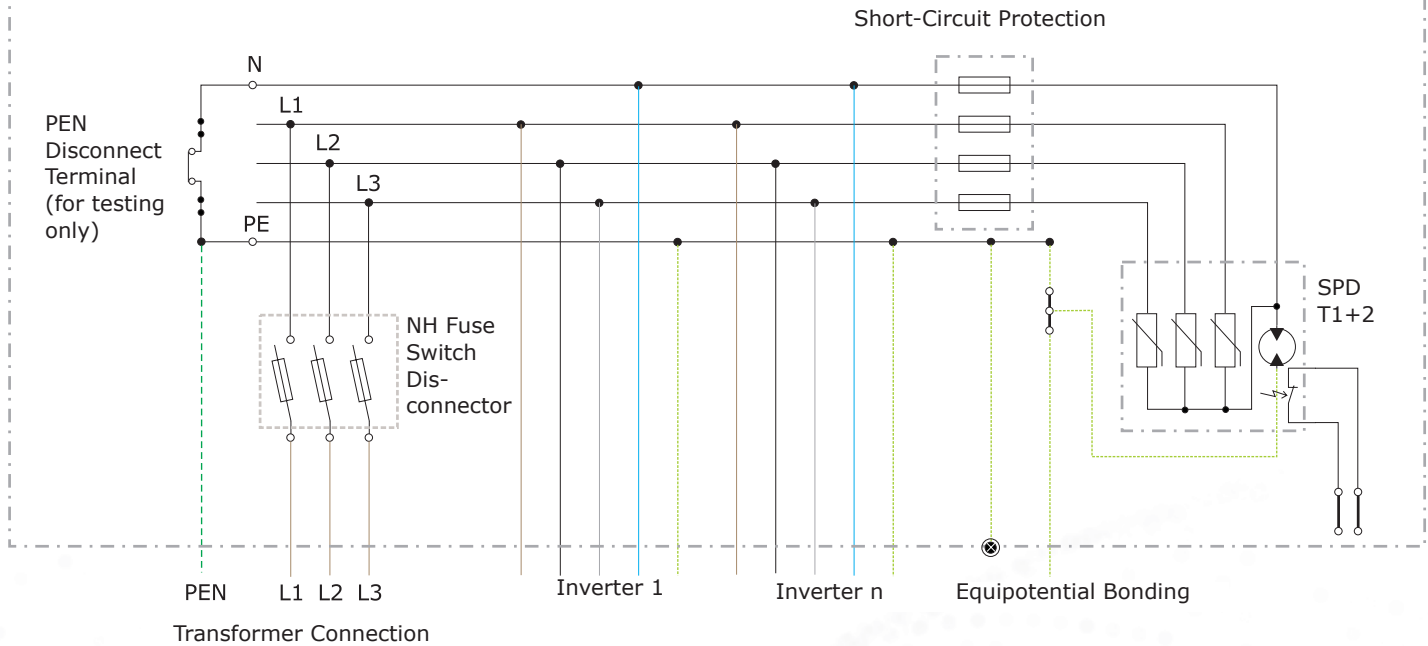 Short-Circuit Protection
N
L1
L2
L3
PE
PEN
Disconnect
Terminal
(for testing
only)
NH Fuse
Switch
Dis-
connector
SPD
T1+2
PEN L1 L2 L3
Inverter 1
Inverter n
Equipotential Bonding
Transformer Connection